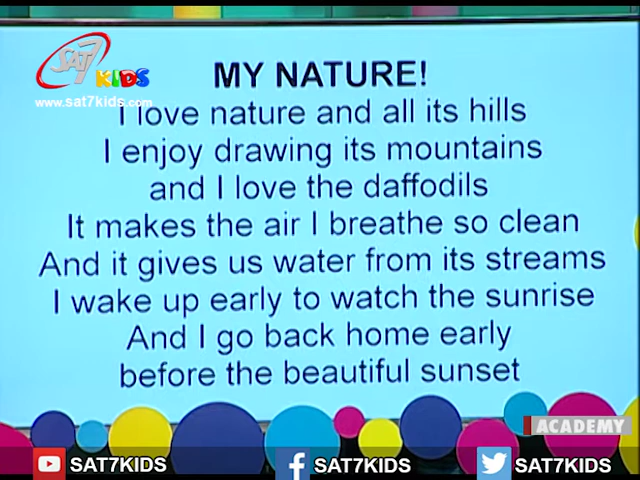 SAT7
KIDS
www.sat7kids.com
MY NATURE!
I love nature and all its hills
I enjoy drawing its mountains
and I love the daffodils
It makes the air I breathe so clean
And it gives us water from its streams
I wake up early to watch the sunrise
And I go back home early
before the beautiful sunset
ACADEMY
SAT7KIDS
SAT7KIDS
SAT7KIDS